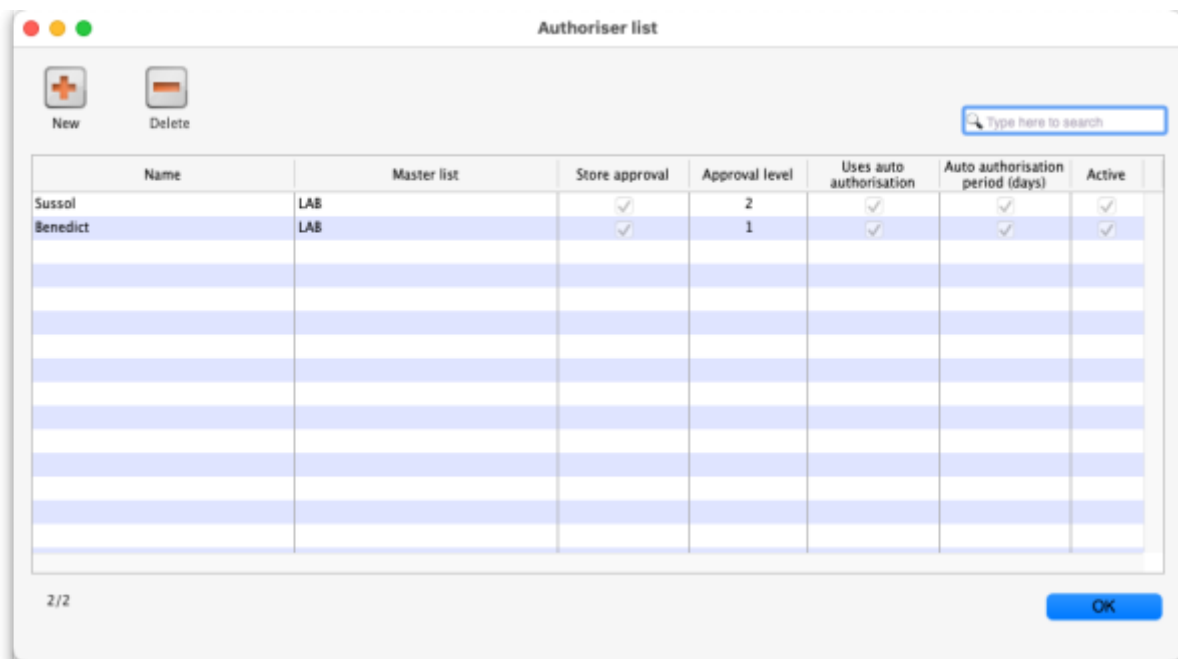 Authoriser list
New Delete
Type here to search
Name Master list Store approval Approval level Uses auto authorisation Auto authorisation period (days) Active
Sussol LAB 2
Benedict LAB 1
2/2
OK